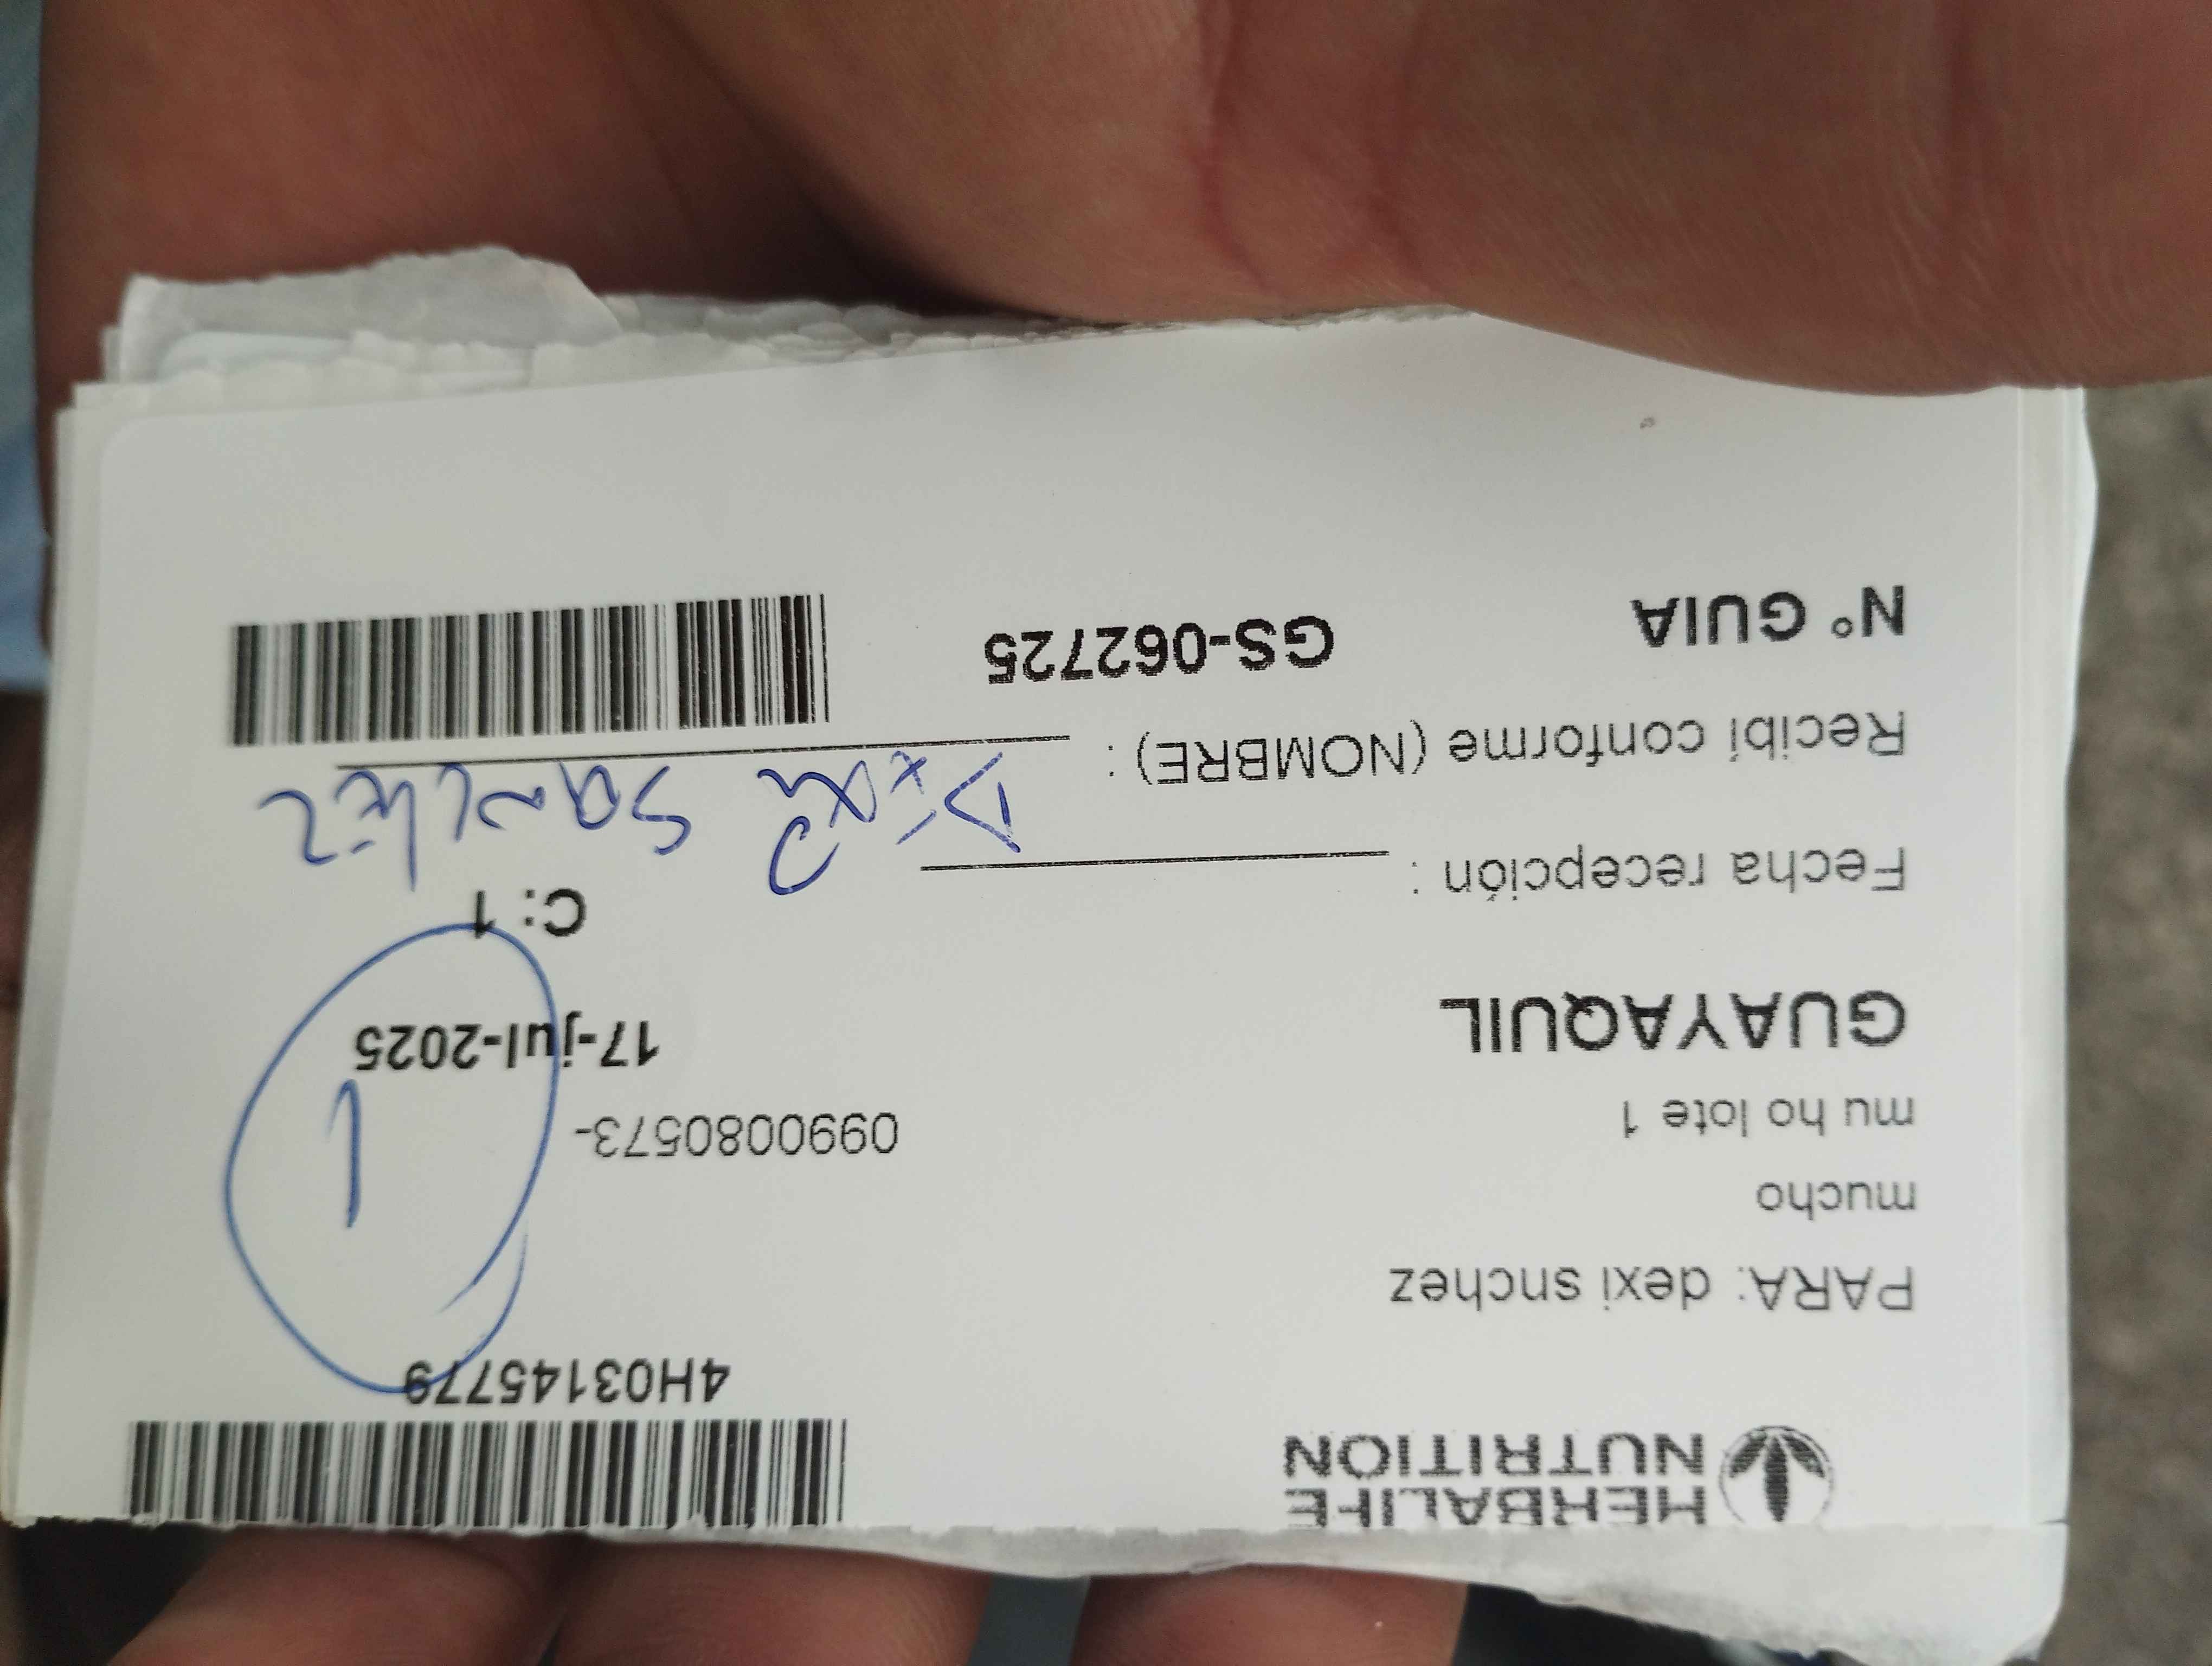 HERBALIFE
NUTRITION
4H03145779
PARA: dexi snchez
mucho
mu ho lote 1
0990080573-
1
GUAYAQUIL
17-jul-2025
C: 1
Fecha recepción :
Recibí conforme (NOMBRE) : Sanchez
N° GUIA GS-062725